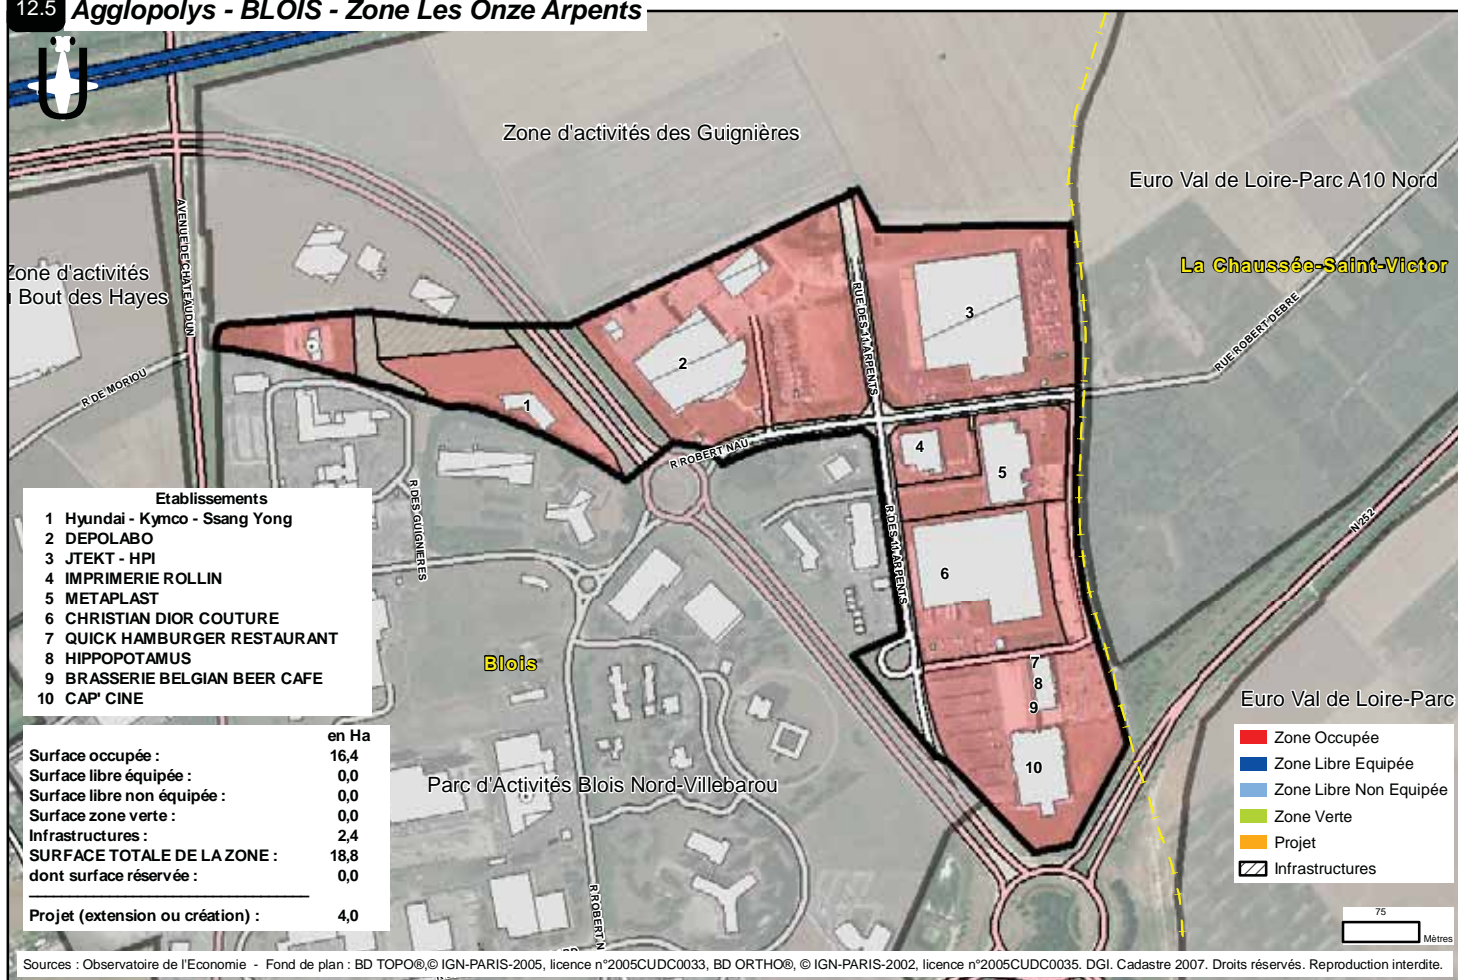 12.5 Agglopolys - BLOIS - Zone Les Onze Arpents
Zone d'activités des Guignières
Euro Val de Loire-Parc A10 Nord
La Chaussée-Saint-Victor
Zone d'activités
Bout des Hayes
AVENUE DE CHATEAUDUN
R DE MORIOU
RUE DES 11 ARPENTS
RUE ROBERT DEBRE
R ROBERT NAU
R DES GUIGNIERES
R DES 11 ARPENTS
N 252
1
2
3
4
5
6
7
8
9
10
Blois
Parc d'Activités Blois Nord-Villebarou
R ROBERT N
Euro Val de Loire-Parc
Etablissements
1 Hyundai - Kymco - Ssang Yong
2 DEPOLABO
3 JTEKT - HPI
4 IMPRIMERIE ROLLIN
5 METAPLAST
6 CHRISTIAN DIOR COUTURE
7 QUICK HAMBURGER RESTAURANT
8 HIPPOPOTAMUS
9 BRASSERIE BELGIAN BEER CAFE
10 CAP' CINE
en Ha
Surface occupée : 16,4
Surface libre équipée : 0,0
Surface libre non équipée : 0,0
Surface zone verte : 0,0
Infrastructures : 2,4
SURFACE TOTALE DE LA ZONE : 18,8
dont surface réservée : 0,0
Projet (extension ou création) : 4,0
Zone Occupée
Zone Libre Equipée
Zone Libre Non Equipée
Zone Verte
Projet
Infrastructures
75
Mètres
Sources : Observatoire de l'Economie - Fond de plan : BD TOPO®,© IGN-PARIS-2005, licence n°2005CUDC0033, BD ORTHO®, © IGN-PARIS-2002, licence n°2005CUDC0035. DGI. Cadastre 2007. Droits réservés. Reproduction interdite.